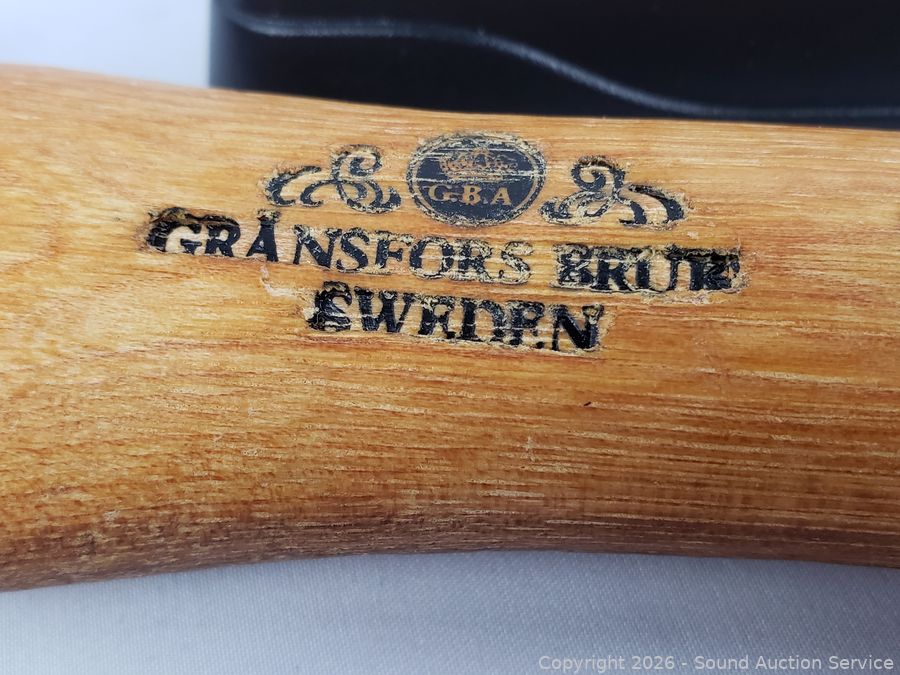 G.B.A
GRÄNSFORS BRUK
SWEDEN
Copyright 2026 - Sound Auction Service